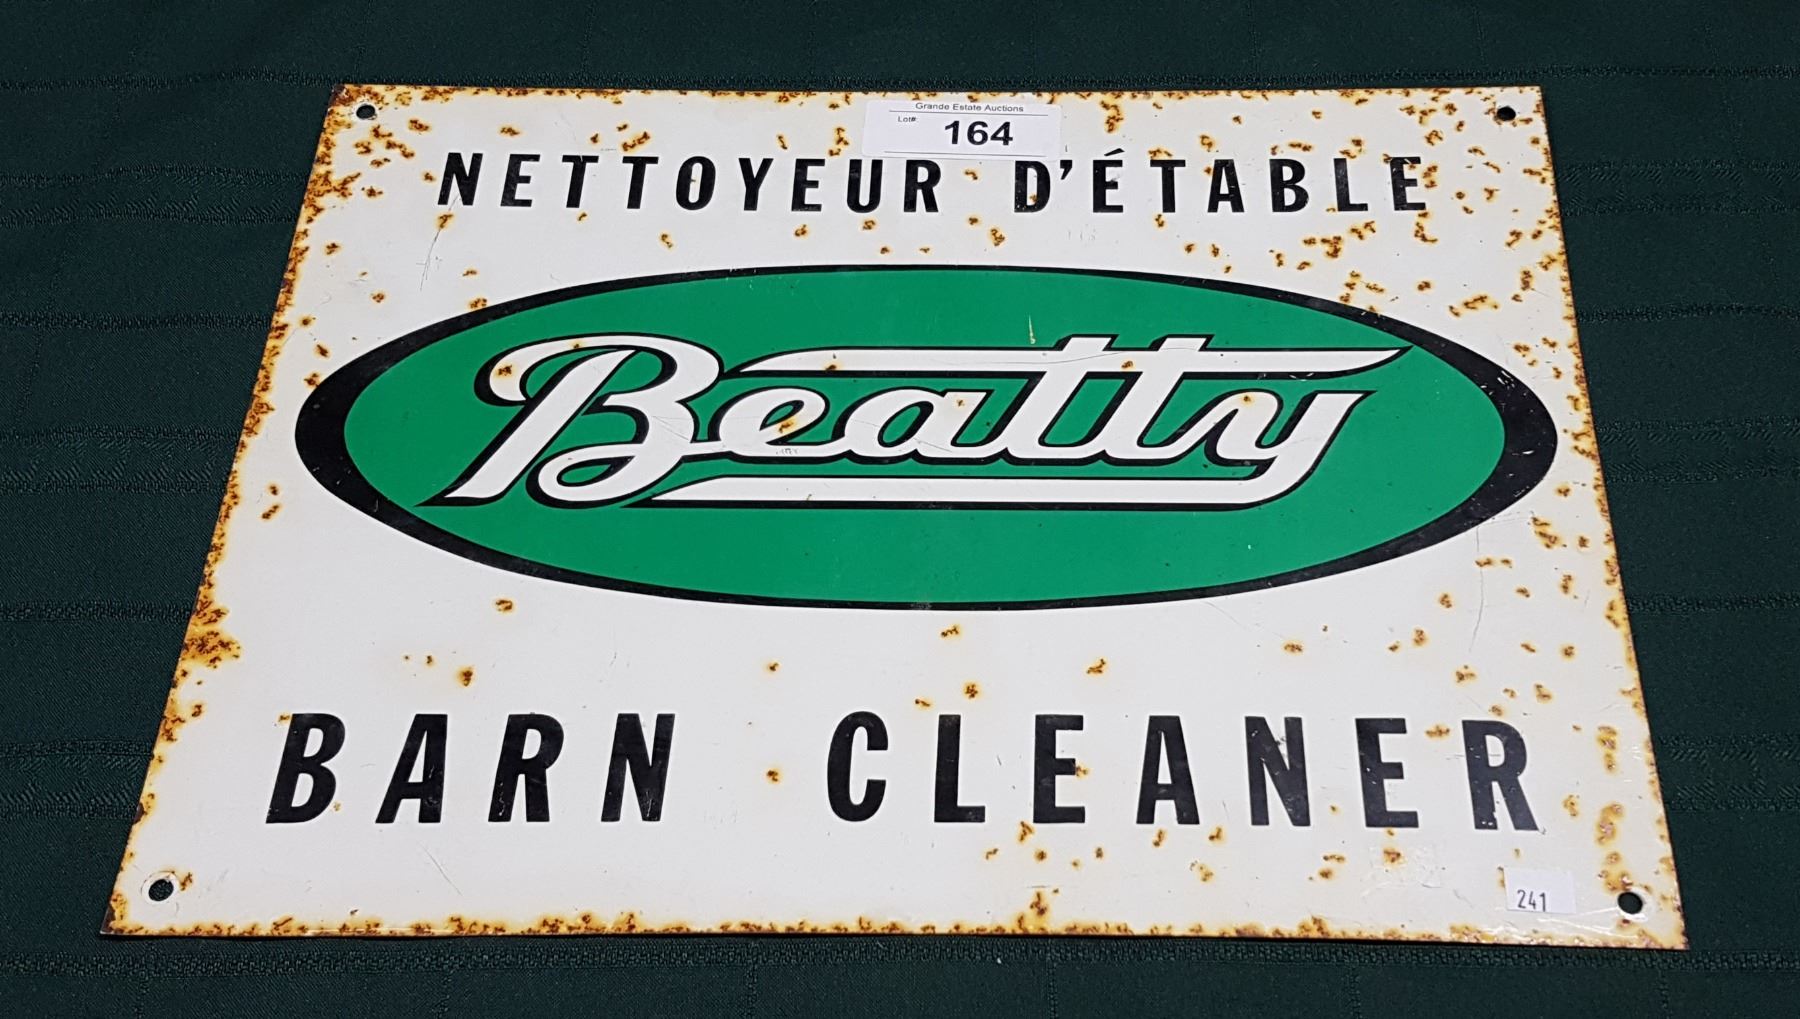 Grande Estate Auctions
Lot# 164
NETTOYEUR D'ÉTABLE
Beatty
BARN CLEANER
241